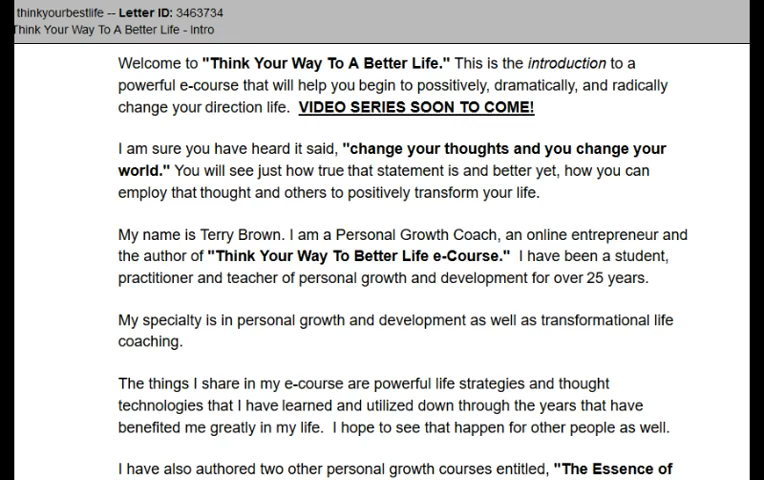 thinkyourbestlife -- Letter ID: 3463734
Think Your Way To A Better Life - Intro
Welcome to "Think Your Way To A Better Life." This is the introduction to a
powerful e-course that will help you begin to possitively, dramatically, and radically
change your direction life.  VIDEO SERIES SOON TO COME!
I am sure you have heard it said, "change your thoughts and you change your
world." You will see just how true that statement is and better yet, how you can
employ that thought and others to positively transform your life.
My name is Terry Brown. I am a Personal Growth Coach, an online entrepreneur and
the author of "Think Your Way To Better Life e-Course."  I have been a student,
practitioner and teacher of personal growth and development for over 25 years.
My specialty is in personal growth and development as well as transformational life
coaching.
The things I share in my e-course are powerful life strategies and thought
technologies that I have learned and utilized down through the years that have
benefited me greatly in my life.  I hope to see that happen for other people as well.
I have also authored two other personal growth courses entitled, "The Essence of